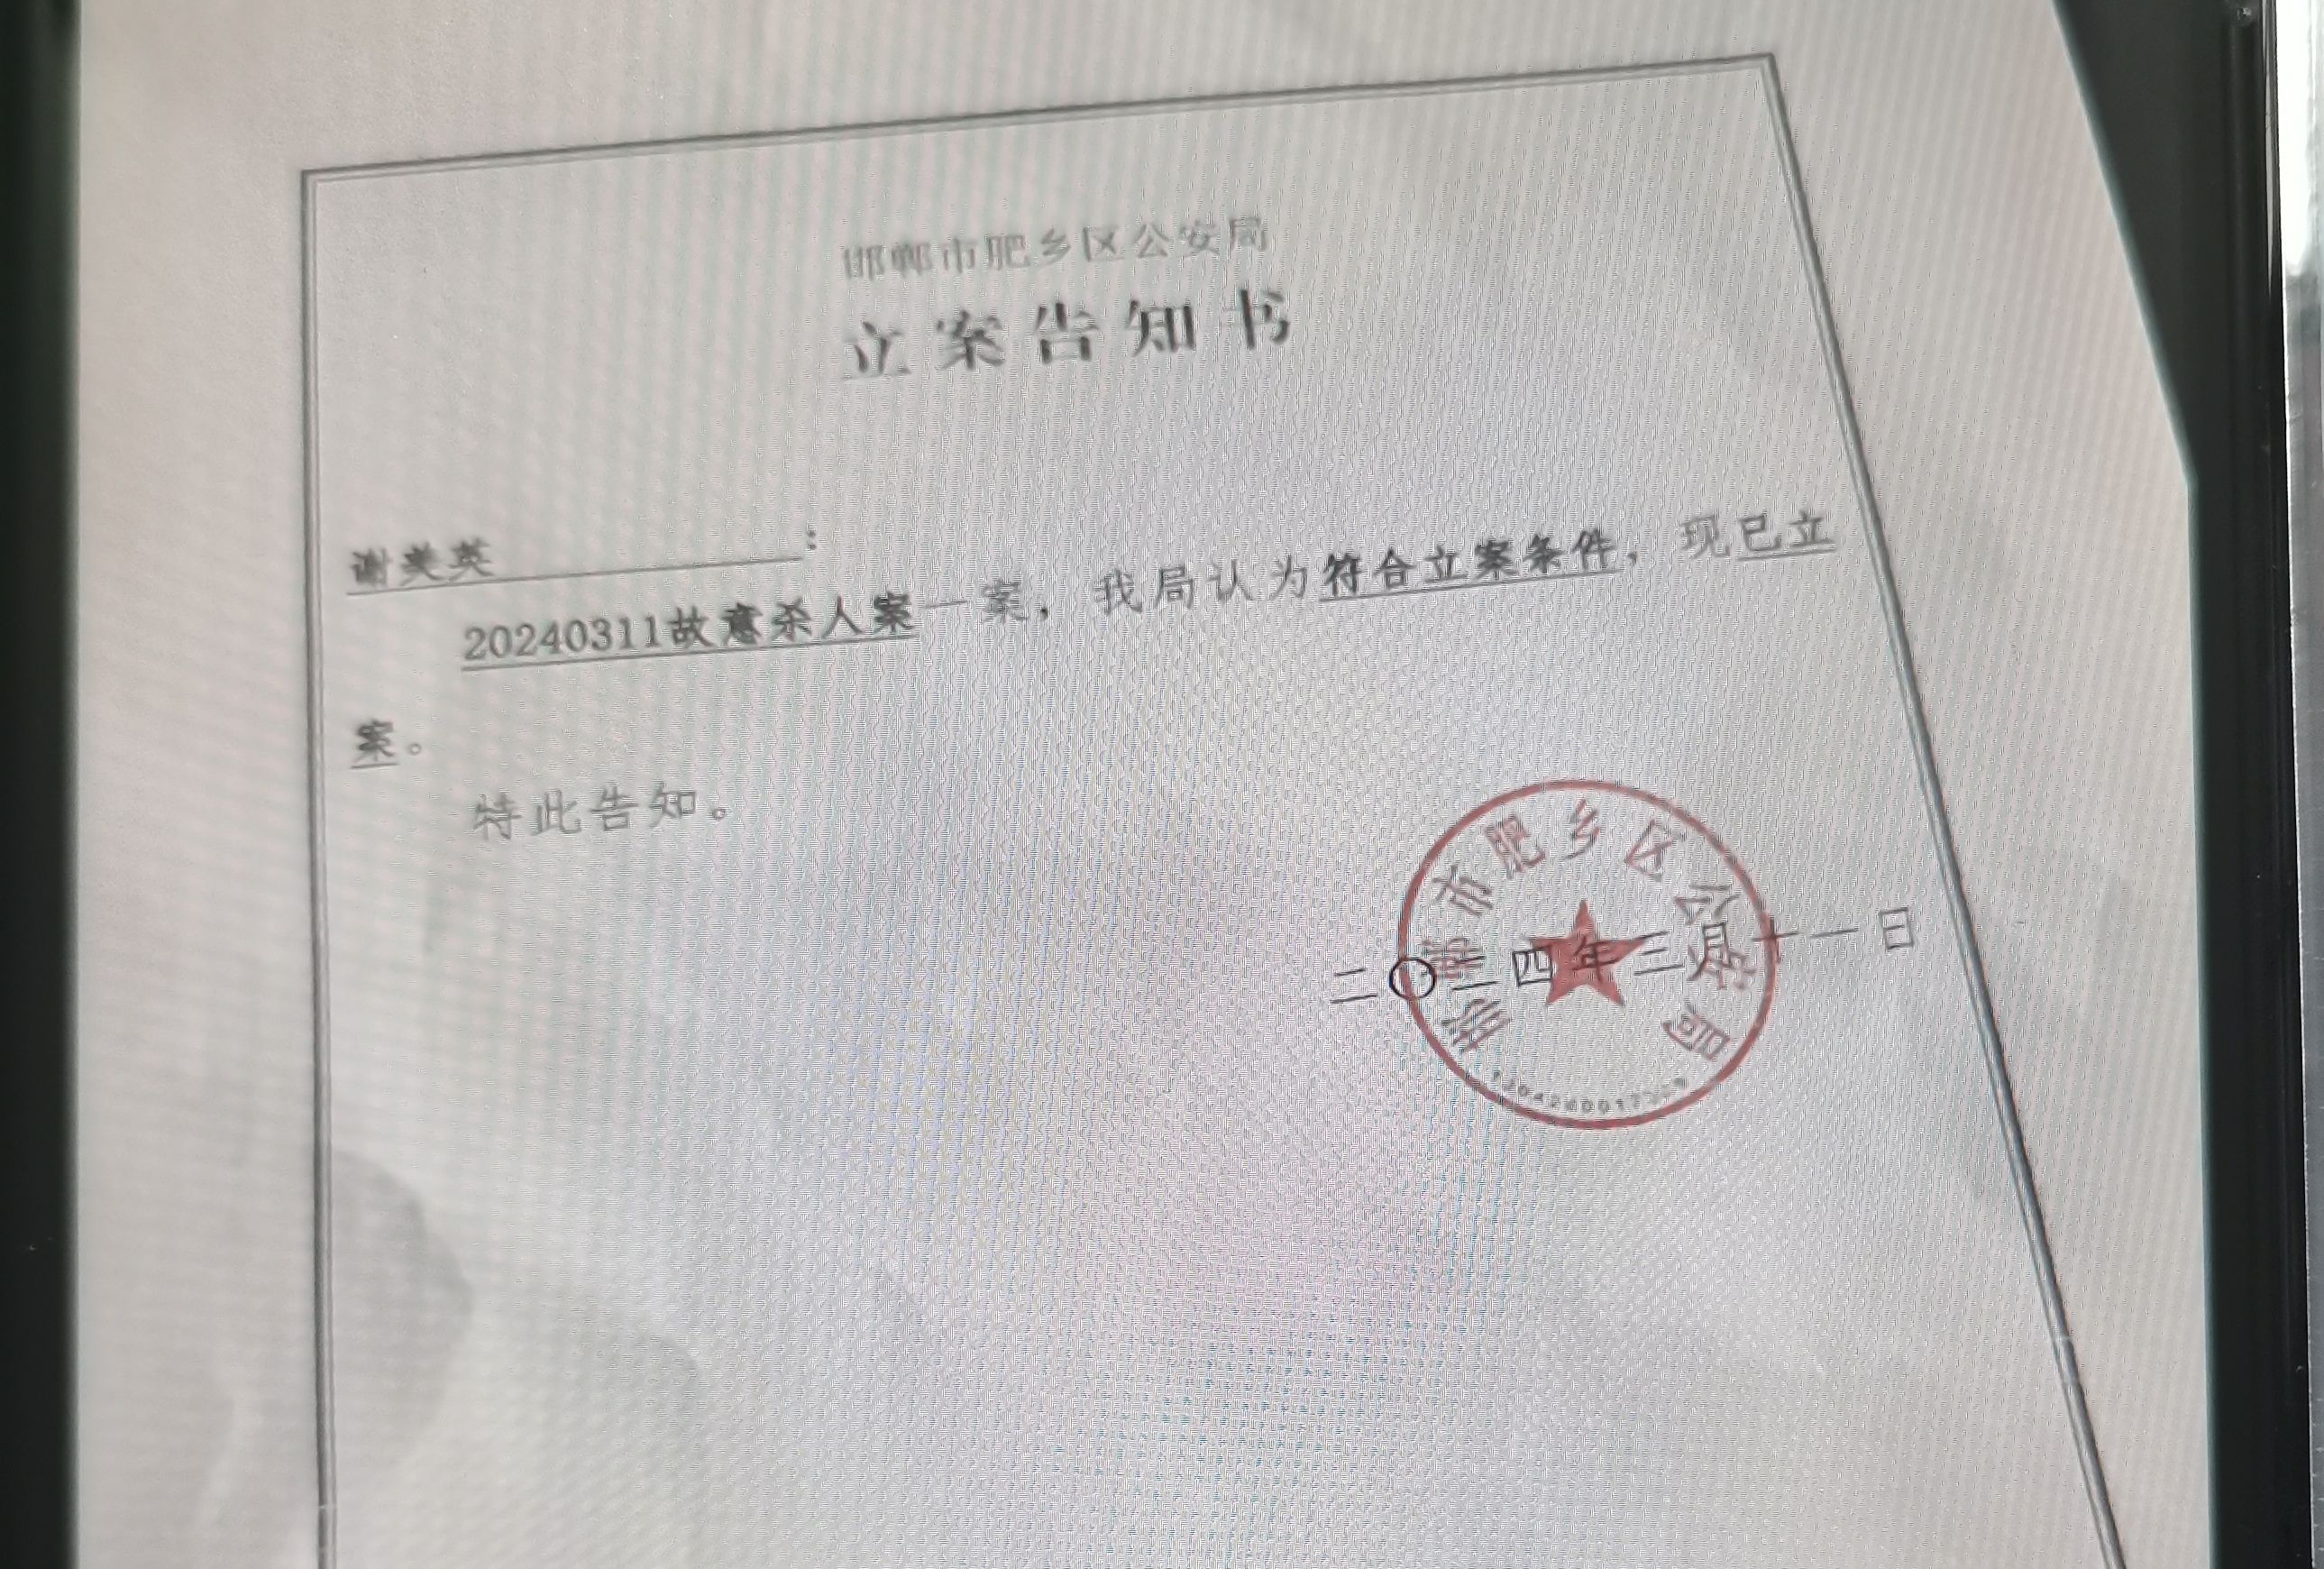 邯郸市肥乡区公安局
立案告知书
谢美英:
20240311故意杀人案一案，我局认为符合立案条件，现已立
案。
特此告知。
邯郸市肥乡区公安局
二〇二四年三月十一日